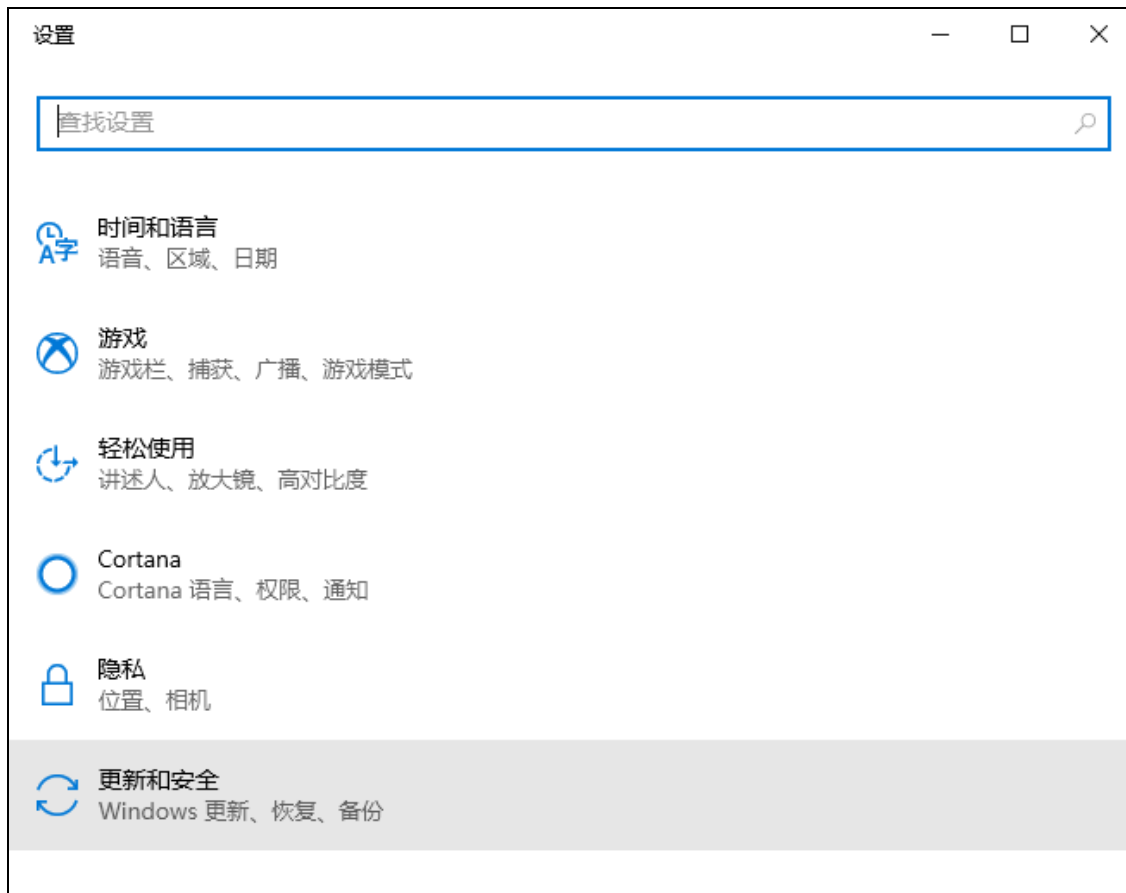 设置
查找设置
时间和语言
语音、区域、日期
游戏
游戏栏、捕获、广播、游戏模式
轻松使用
讲述人、放大镜、高对比度
Cortana
Cortana 语言、权限、通知
隐私
位置、相机
更新和安全
Windows 更新、恢复、备份